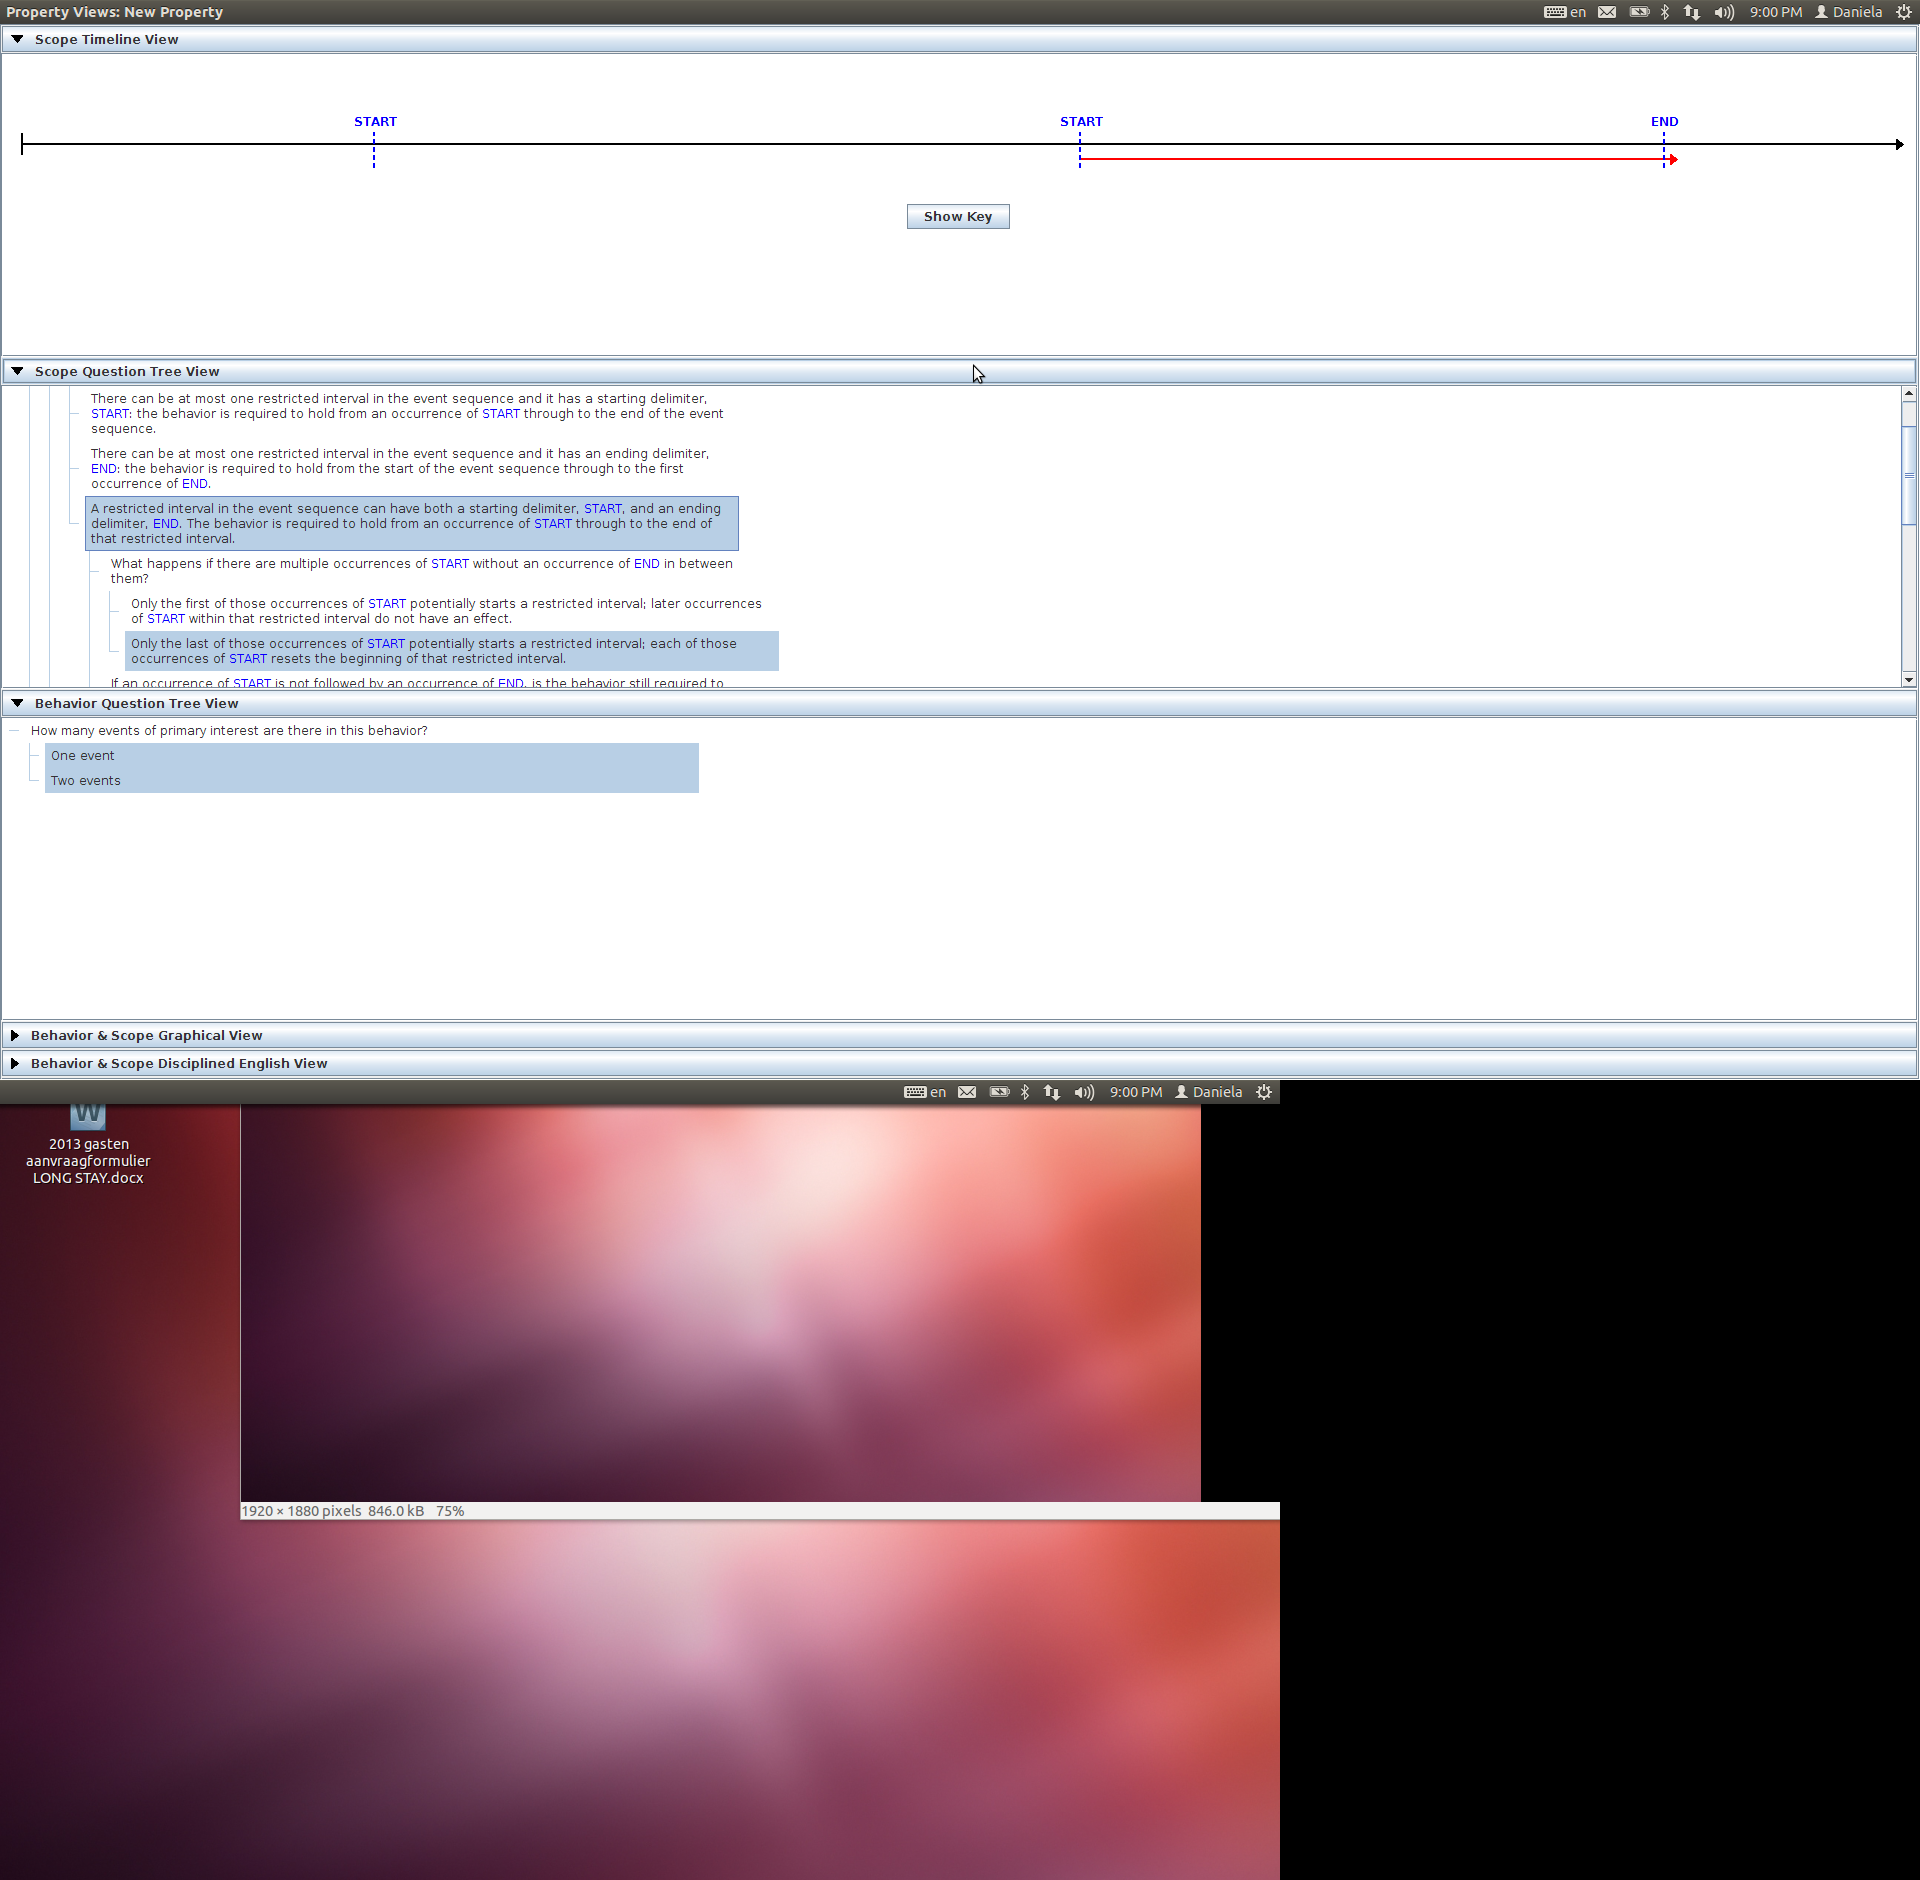 Property Views: New Property
en
9:00 PM
Daniela
Scope Timeline View
START
START
END
Show Key
Scope Question Tree View
There can be at most one restricted interval in the event sequence and it has a starting delimiter,
START: the behavior is required to hold from an occurrence of START through to the end of the event
sequence.
There can be at most one restricted interval in the event sequence and it has an ending delimiter,
END: the behavior is required to hold from the start of the event sequence through to the first
occurrence of END.
A restricted interval in the event sequence can have both a starting delimiter, START, and an ending
delimiter, END. The behavior is required to hold from an occurrence of START through to the end of
that restricted interval.
What happens if there are multiple occurrences of START without an occurrence of END in between
them?
Only the first of those occurrences of START potentially starts a restricted interval; later occurrences
of START within that restricted interval do not have an effect.
Only the last of those occurrences of START potentially starts a restricted interval; each of those
occurrences of START resets the beginning of that restricted interval.
If an occurrence of START is not followed by an occurrence of END, is the behavior still required to
Behavior Question Tree View
How many events of primary interest are there in this behavior?
One event
Two events
Behavior & Scope Graphical View
Behavior & Scope Disciplined English View
en
9:00 PM
Daniela
W
2013 gasten
aanvraagformulier
LONG STAY.docx
1920 × 1880 pixels 846.0 kB 75%